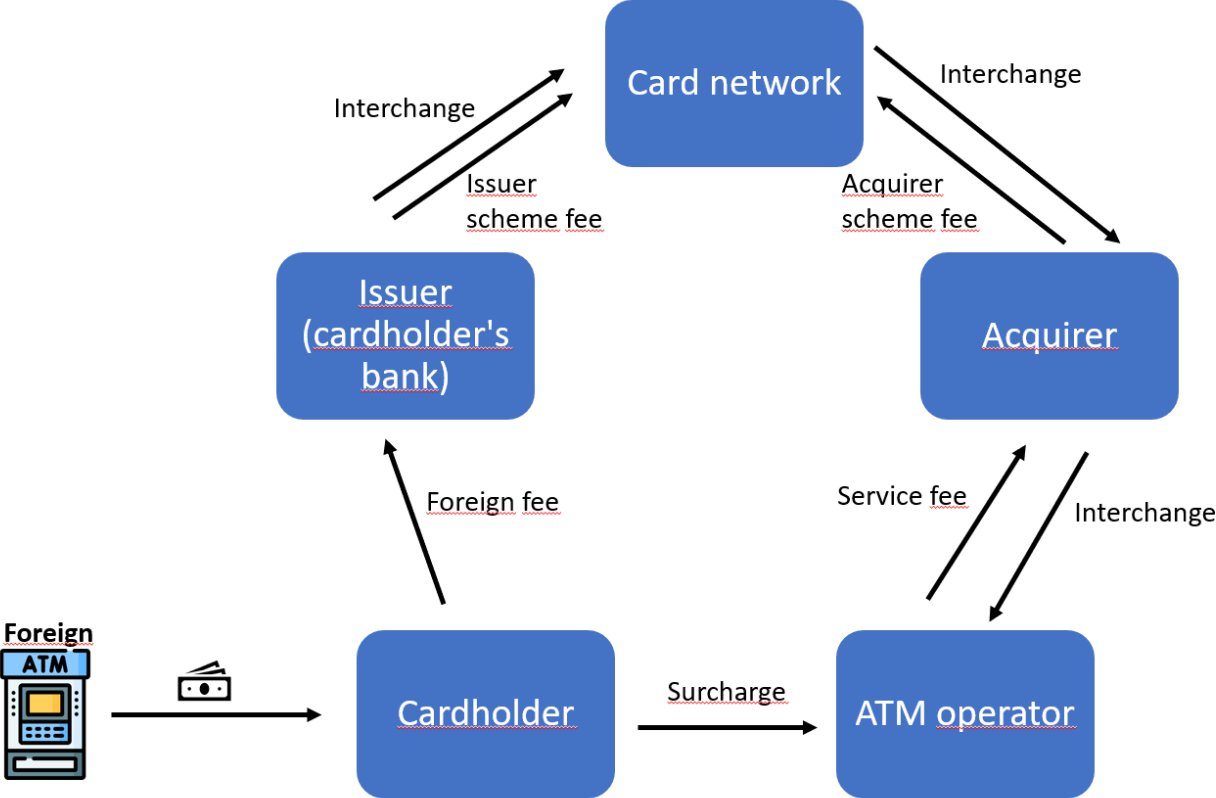 Card network
Interchange
Interchange
Issuer
scheme fee
Acquirer
scheme fee
Issuer
(cardholder's
bank)
Acquirer
Foreign fee
Service fee
Interchange
Foreign
ATM
Cardholder
Surcharge
ATM operator